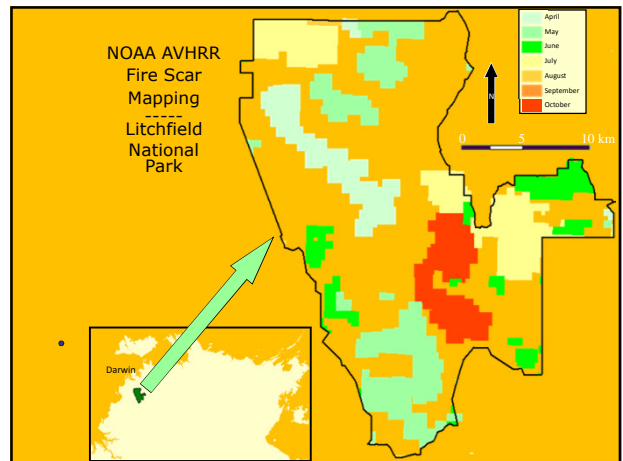 NOAA AVHRR
Fire Scar
Mapping
-----
Litchfield
National
Park
April
May
June
July
August
September
October
N
0 5 10 km
Darwin